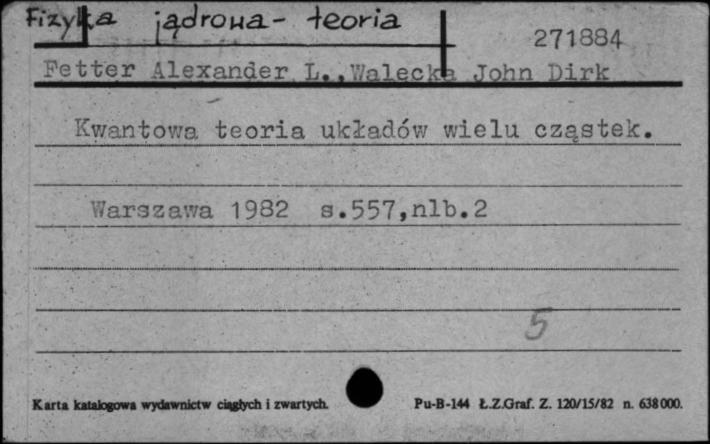 Fizyka jądrowa - teoria
271884
Fetter Alexander L., Walecka John Dirk
Kwantowa teoria układów wielu cząstek.
Warszawa 1982 s.557,nlb.2
5
Karta katalogowa wydawnictw ciągłych i zwartych.
Pu-B-144 Ł.Z.Graf. Z. 120/15/82 n. 638000.